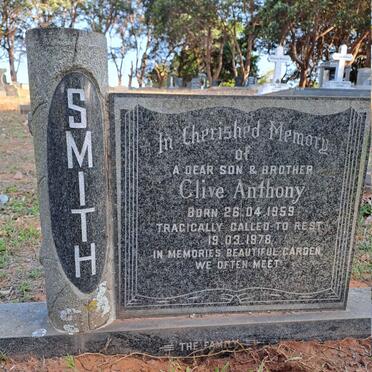 SMITH
In Cherished Memory
of
A DEAR SON & BROTHER
Clive Anthony
BORN 26.04.1959
TRAGICALLY CALLED TO REST
19.03.1978
IN MEMORIES BEAUTIFUL GARDEN
WE OFTEN MEET
THE FAMILY